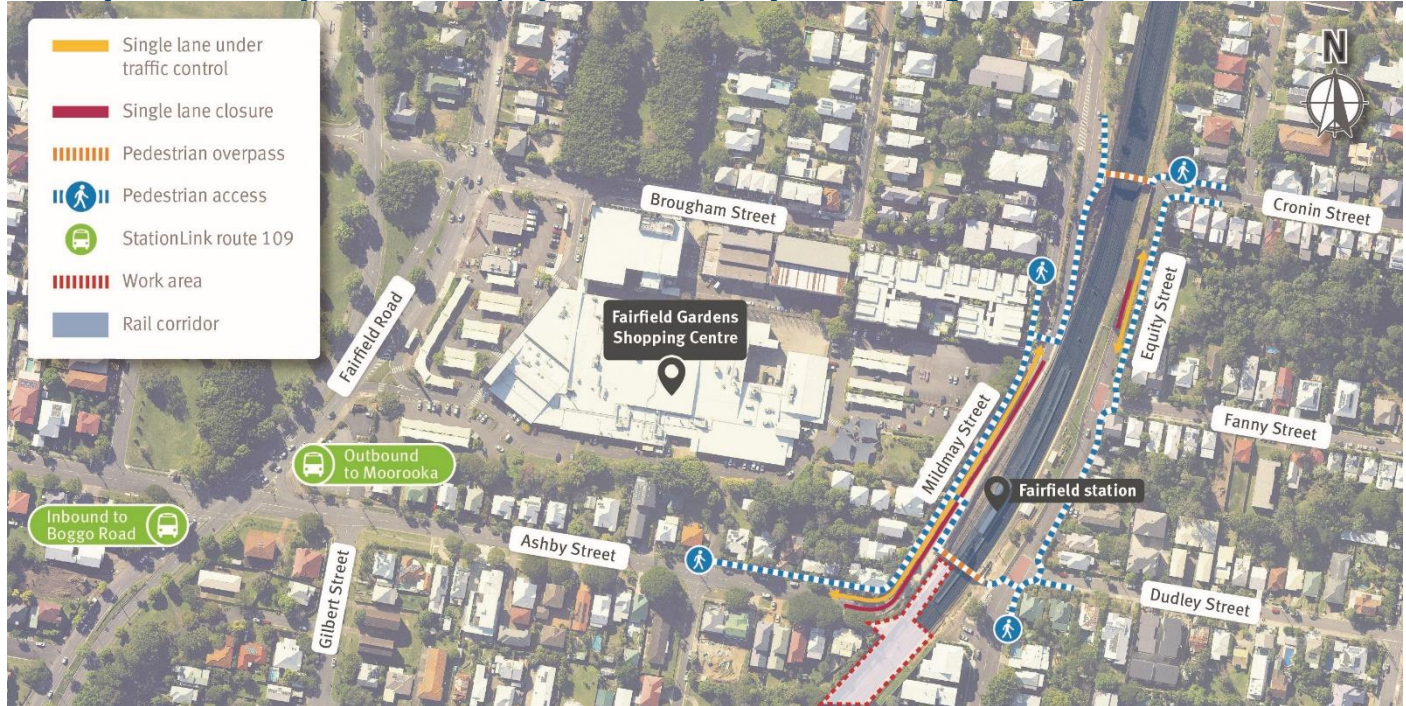 Single lane under
traffic control
Single lane closure
Pedestrian overpass
Pedestrian access
StationLink route 109
Work area
Rail corridor
N
Brougham Street
Cronin Street
Fairfield Road
Fairfield Gardens
Shopping Centre
Equity Street
Fanny Street
Mildmay Street
Outbound
to Moorooka
Fairfield station
Inbound to
Boggo Road
Ashby Street
Gilbert Street
Dudley Street